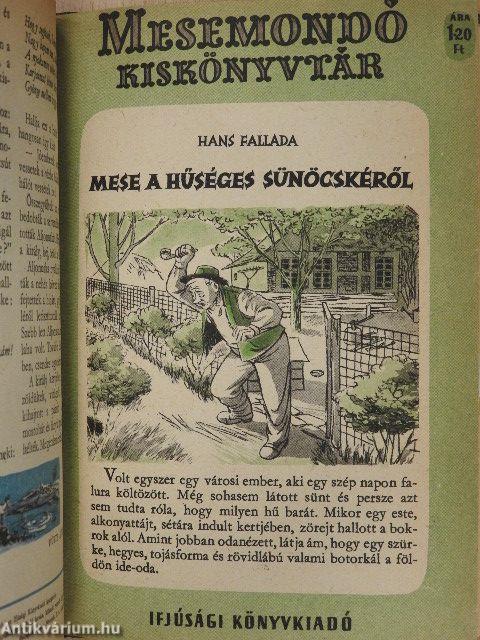 MESEMONDÓ
KISKÖNYVTÁR
ÁRA
1·20
Ft
HANS FALLADA
MESE A HŰSÉGES SÜNÖCSKÉRŐL
Volt egyszer egy városi ember, aki egy szép napon fa-
lura költözött. Még sohasem látott sünt és persze azt
sem tudta róla, hogy milyen hű barát. Mikor egy este,
alkonyattájt, sétára indult kertjében, zörejt hallott a bok-
rok alól. Amint jobban odanézett, látja ám, hogy egy szür-
ke, hegyes, tojásforma és rövidlábú valami botorkál a föl-
dön ide-oda.
IFJÚSÁGI KÖNYVKIADÓ
Antikvárium.hu